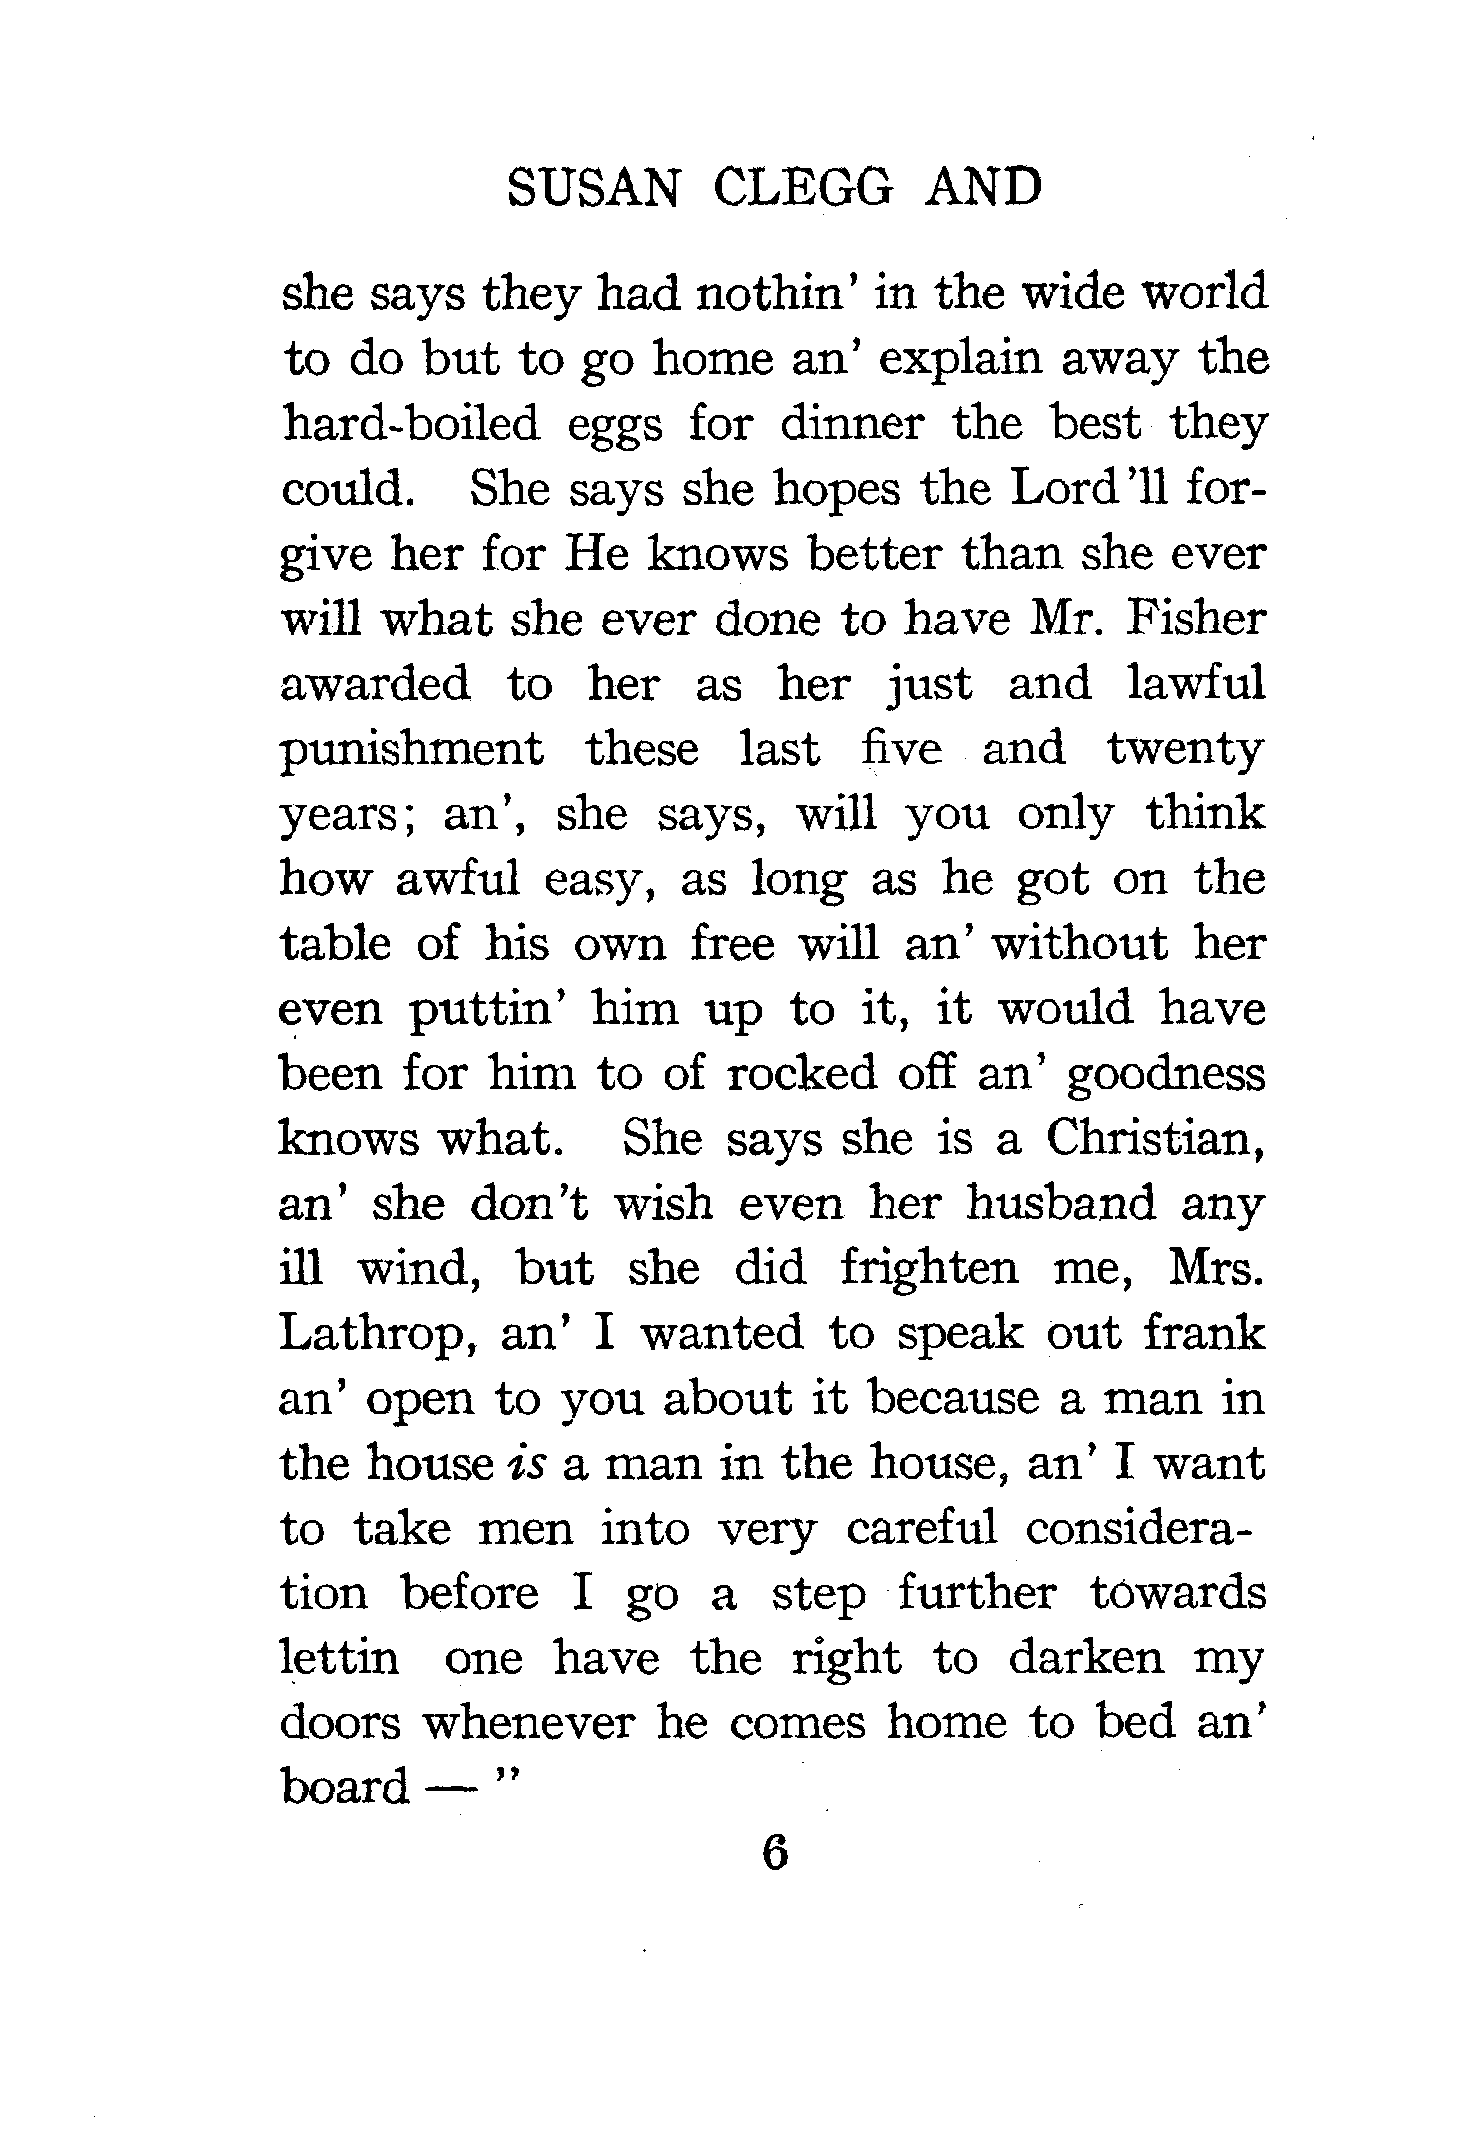 SUSAN CLEGG AND
she says they had nothin' in the wide world
to do but to go home an' explain away the
hard-boiled eggs for dinner the best they
could. She says she hopes the Lord 'll for-
give her for He knows better than she ever
will what she ever done to have Mr. Fisher
awarded to her as her just and lawful
punishment these last five and twenty
years; an', she says, will you only think
how awful easy, as long as he got on the
table of his own free will an' without her
even puttin' him up to it, it would have
been for him to of rocked off an' goodness
knows what. She says she is a Christian,
an' she don't wish even her husband any
ill wind, but she did frighten me, Mrs.
Lathrop, an' I wanted to speak out frank
an' open to you about it because a man in
the house is a man in the house, an' I want
to take men into very careful considera-
tion before I go a step further towards
lettin one have the right to darken my
doors whenever he comes home to bed an'
board — "
6